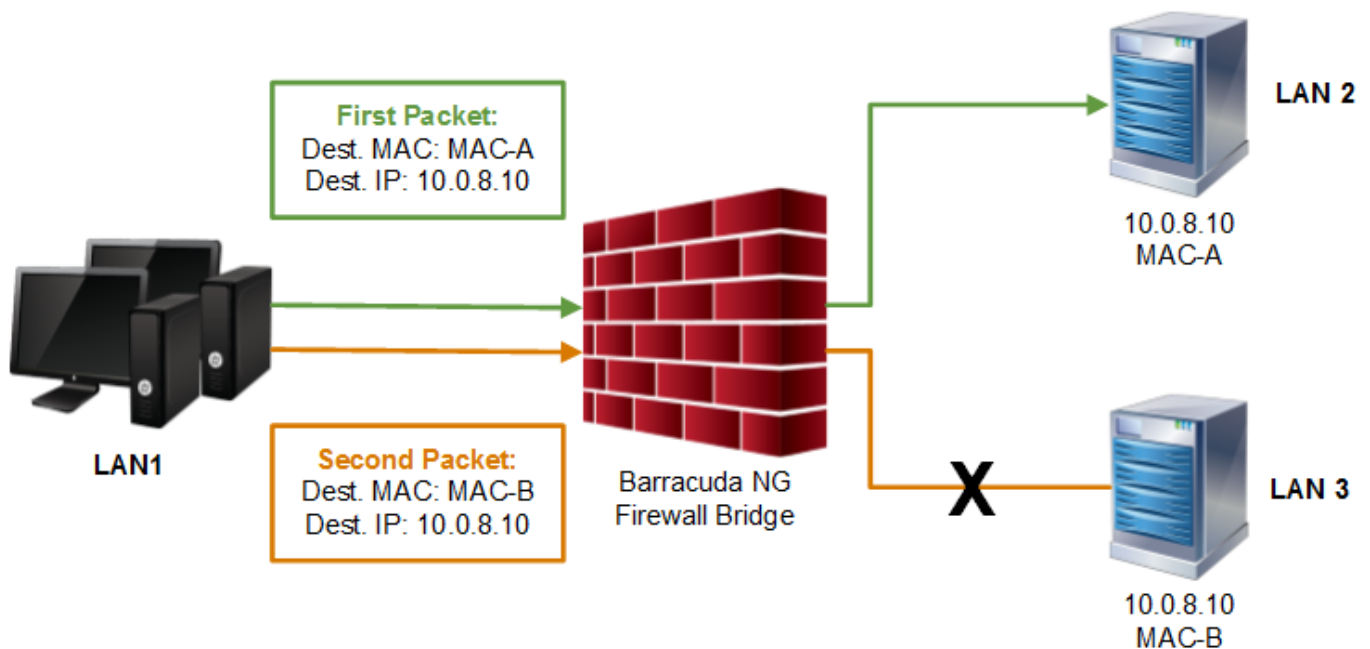 First Packet:
Dest. MAC: MAC-A
Dest. IP: 10.0.8.10
LAN 2
10.0.8.10
MAC-A
LAN1
Second Packet:
Dest. MAC: MAC-B
Dest. IP: 10.0.8.10
Barracuda NG
Firewall Bridge
X
LAN 3
10.0.8.10
MAC-B